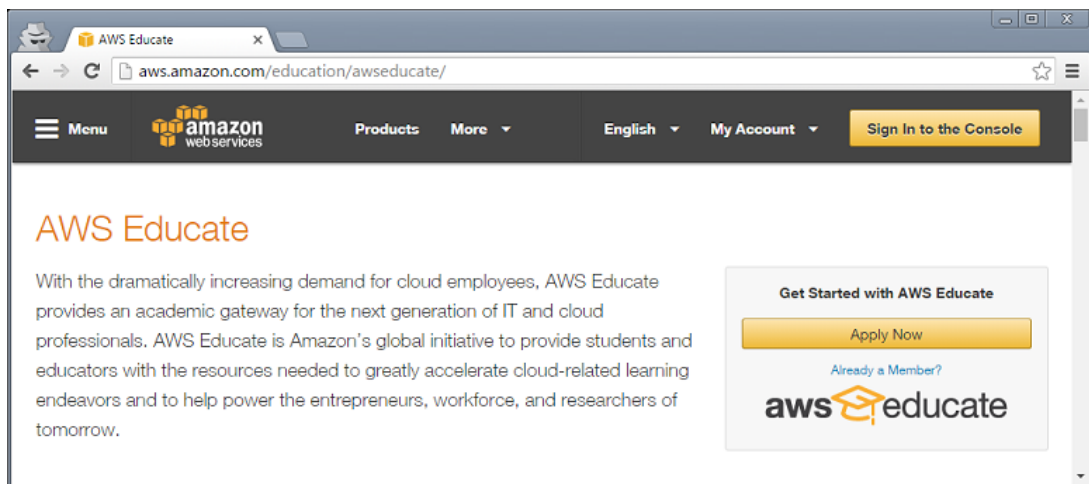 AWS Educate
aws.amazon.com/education/awseducate/
Menu
amazon
web services
Products
More
English
My Account
Sign In to the Console
AWS Educate
With the dramatically increasing demand for cloud employees, AWS Educate
provides an academic gateway for the next generation of IT and cloud
professionals. AWS Educate is Amazon's global initiative to provide students and
educators with the resources needed to greatly accelerate cloud-related learning
endeavors and to help power the entrepreneurs, workforce, and researchers of
tomorrow.
Get Started with AWS Educate
Apply Now
Already a Member?
aws educate